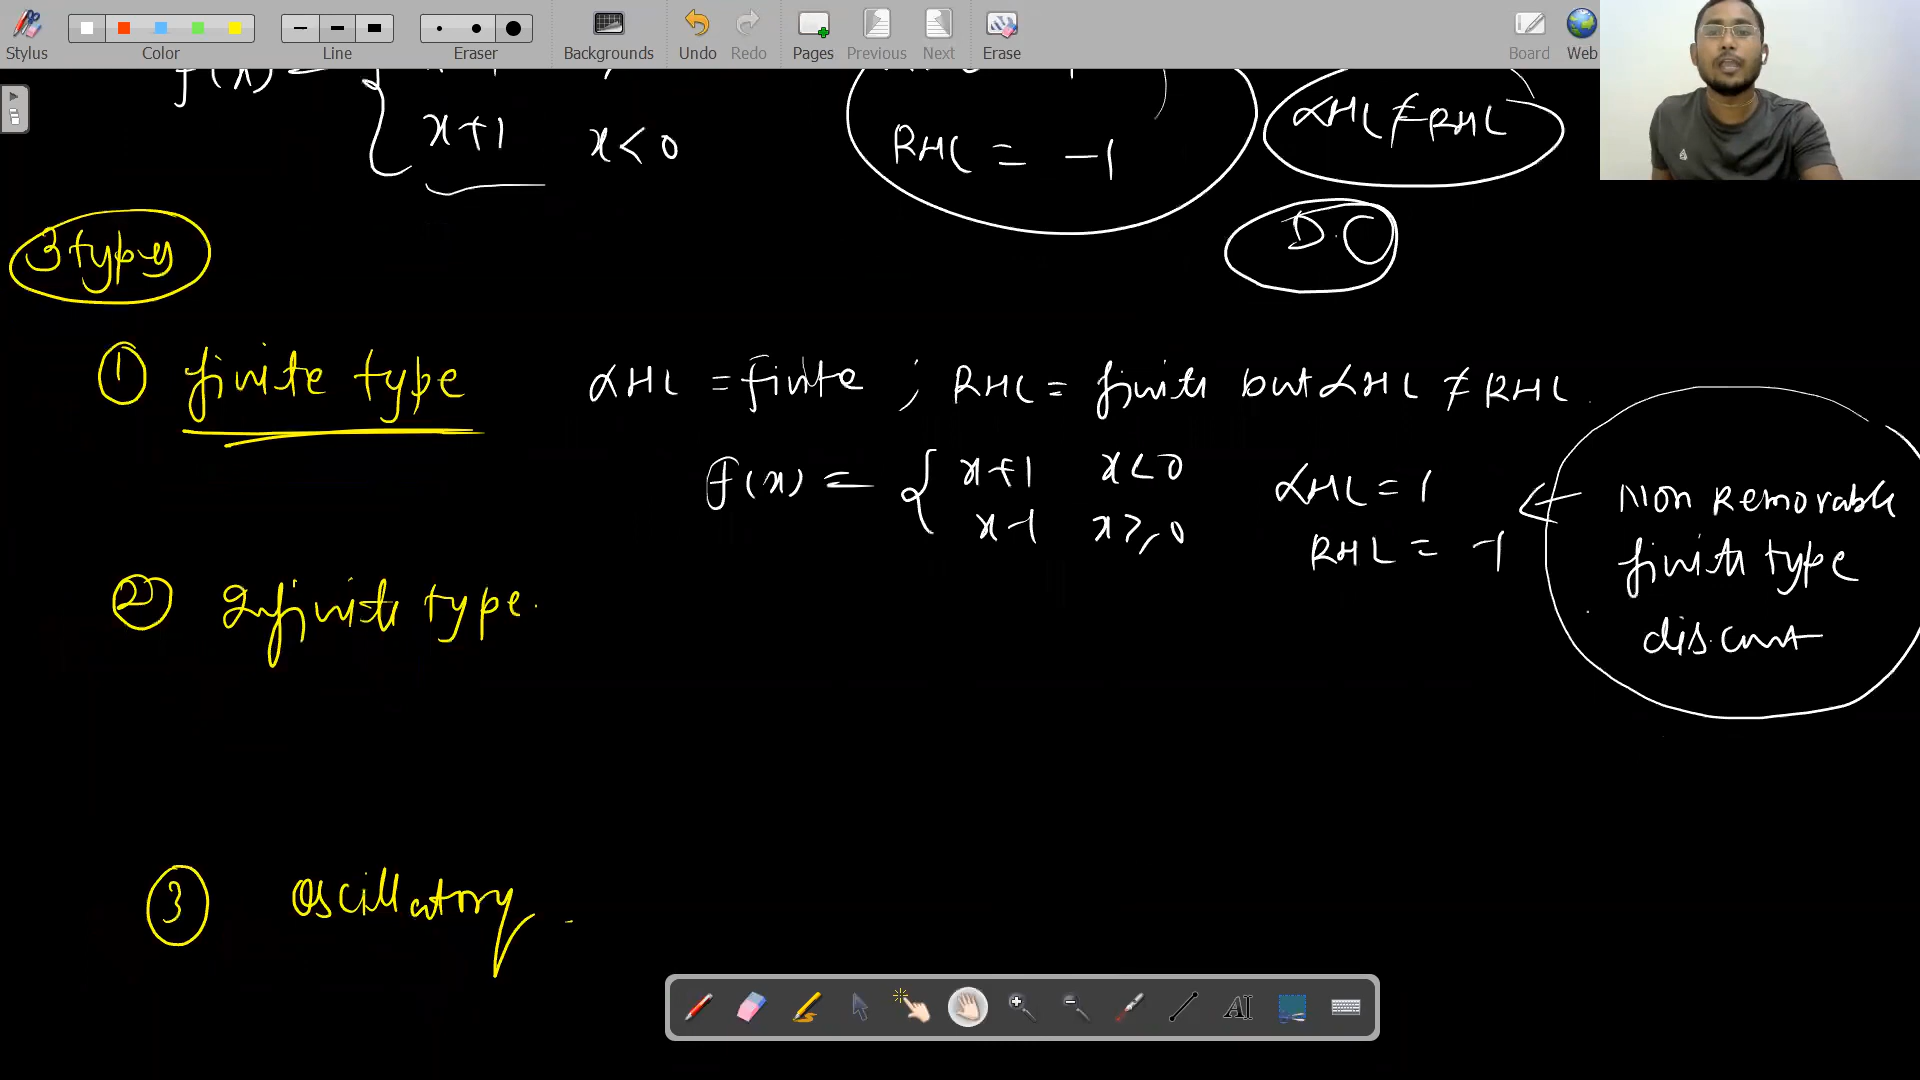 Stylus Color Line Eraser Backgrounds Undo Redo Pages Previous Next Erase Board Web
f(x) =
x+1 x<0
RHL = -1
LHL ≠ RHL
D.C
3 types
① finite type LHL = finite ; RHL = finite but LHL ≠ RHL
f(x) = { x+1 x<0
x-1 x≥0
LHL = 1
RHL = -1
Non Removable
finite type
discont
② Infinite type.
③ Oscillatory